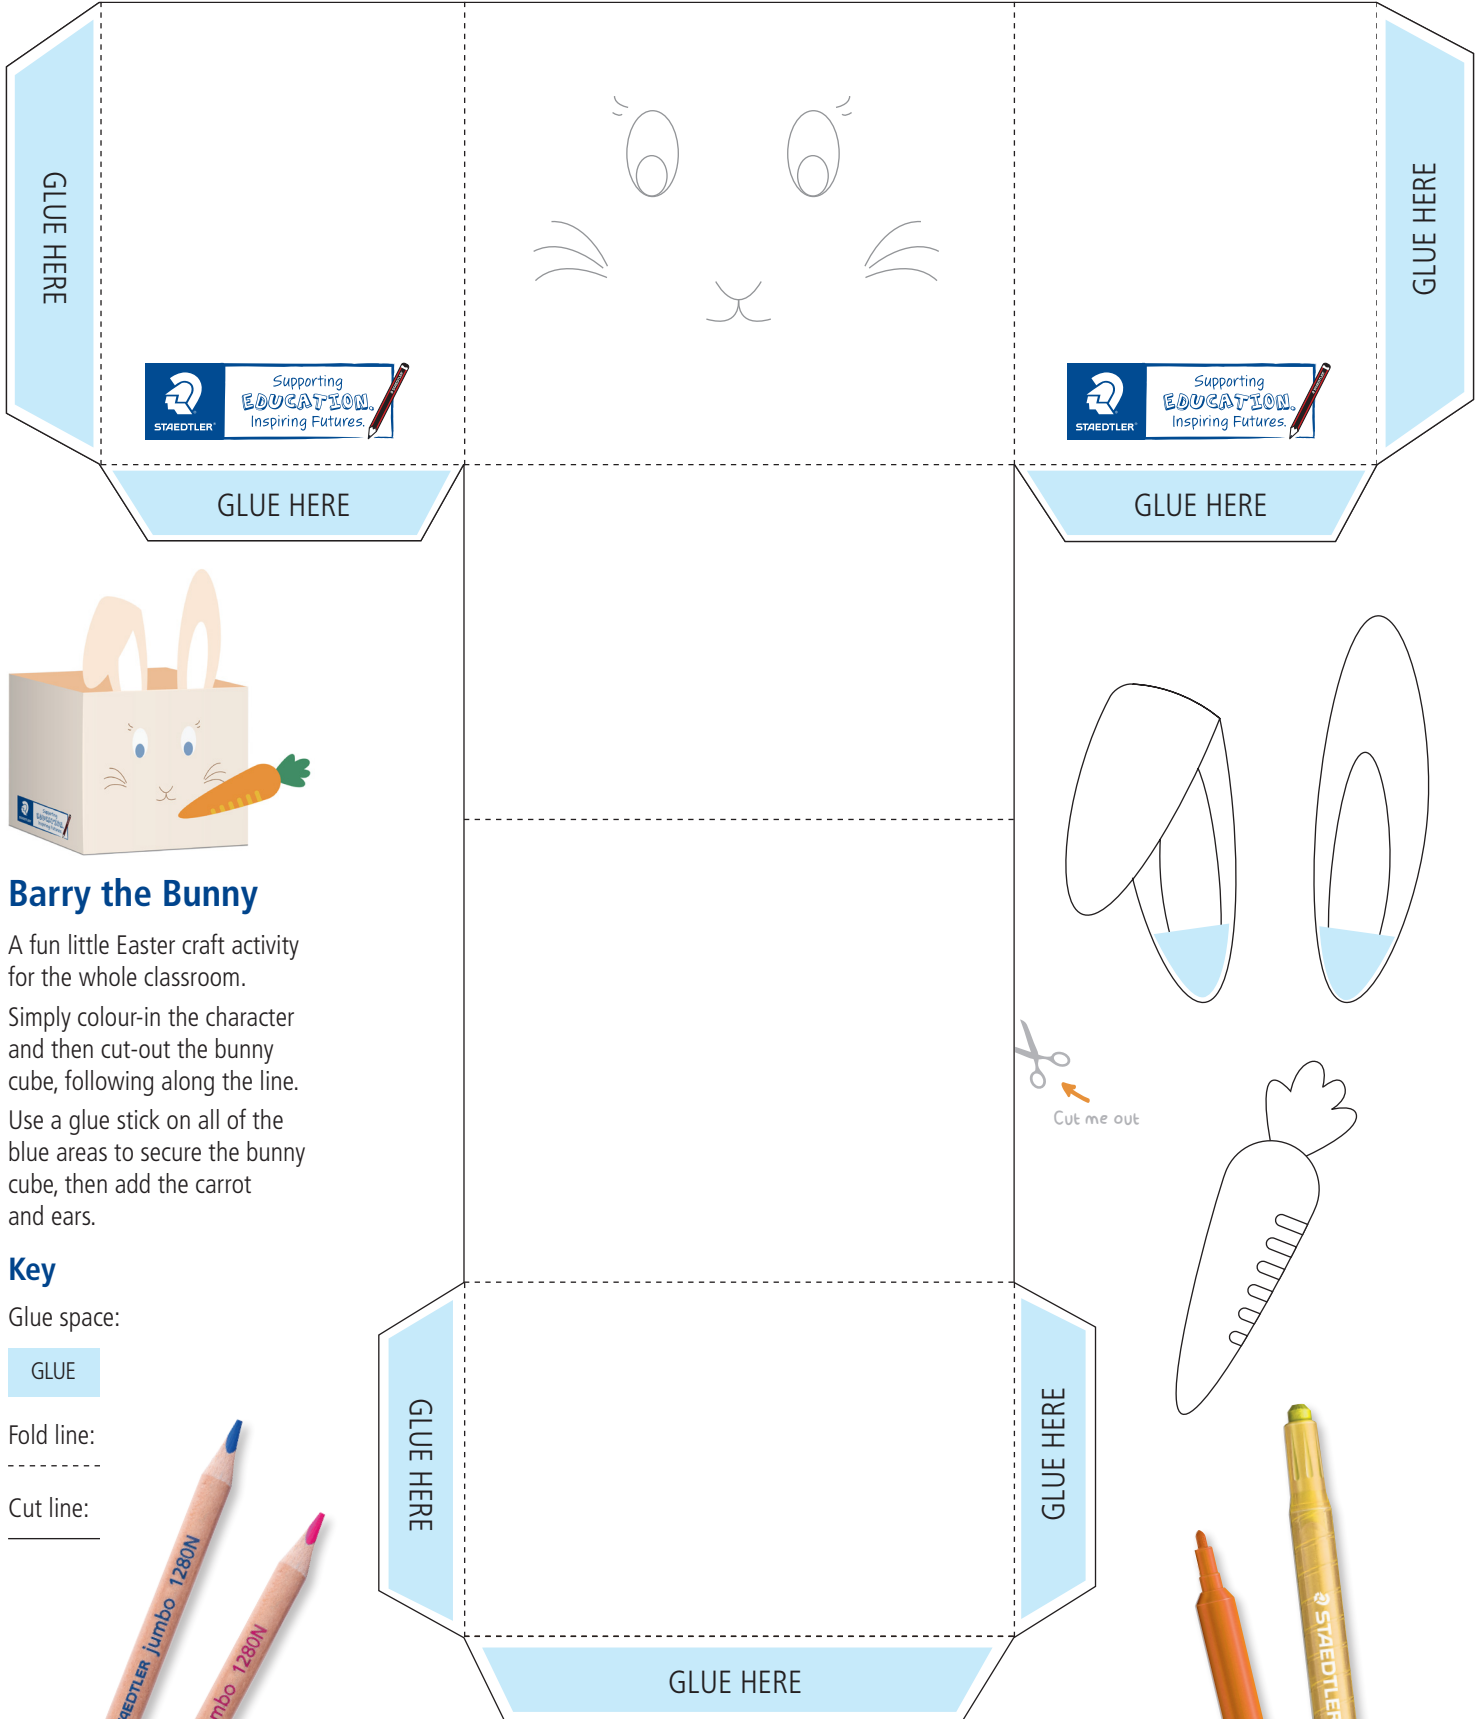 GLUE HERE
GLUE HERE
Supporting
EDUCATION.
Inspiring Futures.
STAEDTLER
Supporting
EDUCATION.
Inspiring Futures.
STAEDTLER
GLUE HERE
GLUE HERE
Barry the Bunny
A fun little Easter craft activity
for the whole classroom.
Simply colour-in the character
and then cut-out the bunny
cube, following along the line.
Use a glue stick on all of the
blue areas to secure the bunny
cube, then add the carrot
and ears.
Cut me out
Key
Glue space:
GLUE
Fold line:
Cut line:
GLUE HERE
GLUE HERE
GLUE HERE
AEDTLER jumbo 1280N
mbo 1280N
STAEDTLER